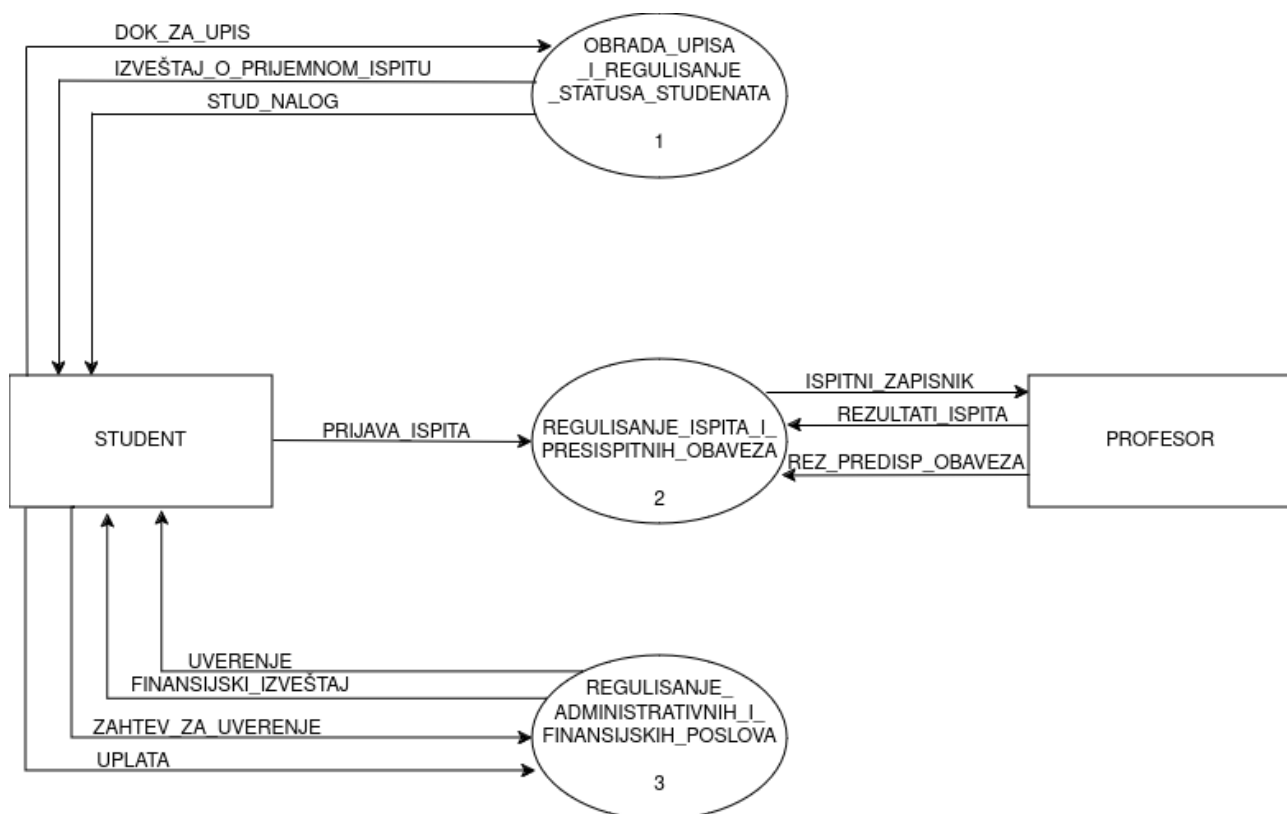 DOK_ZA_UPIS
IZVEŠTAJ_O_PRIJEMNOM_ISPITU
STUD_NALOG
OBRADA_UPISA
_I_REGULISANJE
_STATUSA_STUDENATA
1
STUDENT
PRIJAVA_ISPITA
REGULISANJE_ISPITA_I_
PRESISPITNIH_OBAVEZA
2
ISPITNI_ZAPISNIK
REZULTATI_ISPITA
REZ_PREDISP_OBAVEZA
PROFESOR
UVERENJE
FINANSIJSKI_IZVEŠTAJ
ZAHTEV_ZA_UVERENJE
UPLATA
REGULISANJE_
ADMINISTRATIVNIH_I_
FINANSIJSKIH_POSLOVA
3